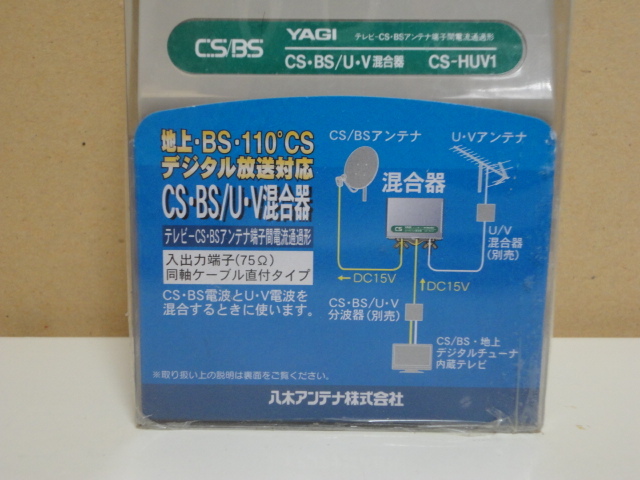 CS/BS
YAGI テレビ-CS・BSアンテナ端子間電流通過形
CS・BS/U・V混合器 CS-HUV1
地上・BS・110°CS
デジタル放送対応
CS・BS/U・V混合器
テレビーCS・BSアンテナ端子間電流通過形
入出力端子(75Ω)
同軸ケーブル直付タイプ
CS・BS電波とU・V電波を
混合するときに使います。
※取り扱い上の説明は裏面をご覧ください。
CS/BSアンテナ
U・Vアンテナ
混合器
CS
U/V
混合器
(別売)
DC15V
DC15V
CS・BS/U・V
分波器(別売)
CS/BS・地上
デジタルチューナ
内蔵テレビ
八木アンテナ株式会社